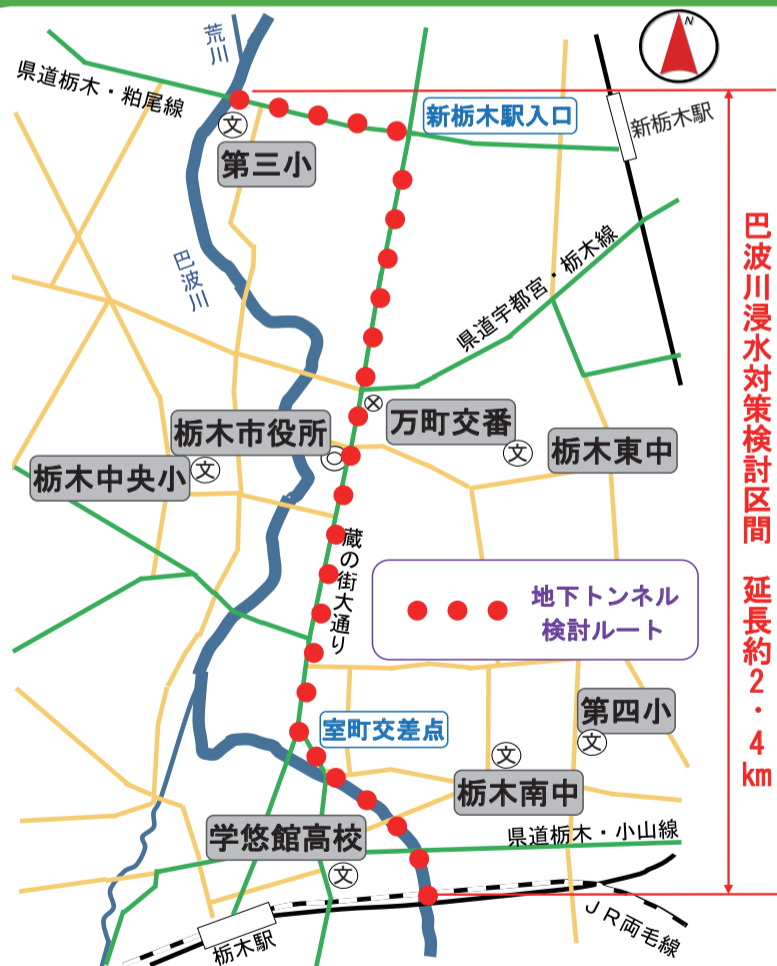 N
荒川
県道栃木・粕尾線
新栃木駅入口
新栃木駅
文
第三小
巴波川
県道宇都宮・栃木線
巴波川浸水対策検討区間 延長約2・4km
栃木市役所
万町交番
文
栃木東中
栃木中央小
文
蔵の街大通り
地下トンネル
検討ルート
室町交差点
第四小
文
文
栃木南中
学悠館高校
文
県道栃木・小山線
栃木駅
JR両毛線